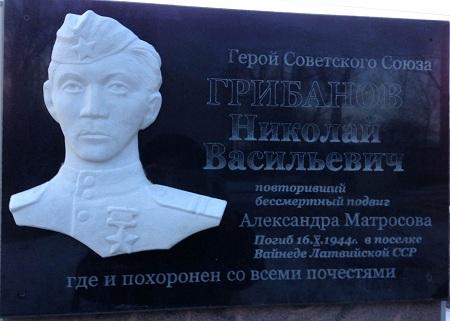 Герой Советского Союза
ГРИБАНОВ
Николай
Васильевич
повторивший
бессмертный подвиг
Александра Матросова
Погиб 16.X.1944г. в поселке
Вайнеде Латвийской ССР
где и похоронен со всеми почестями